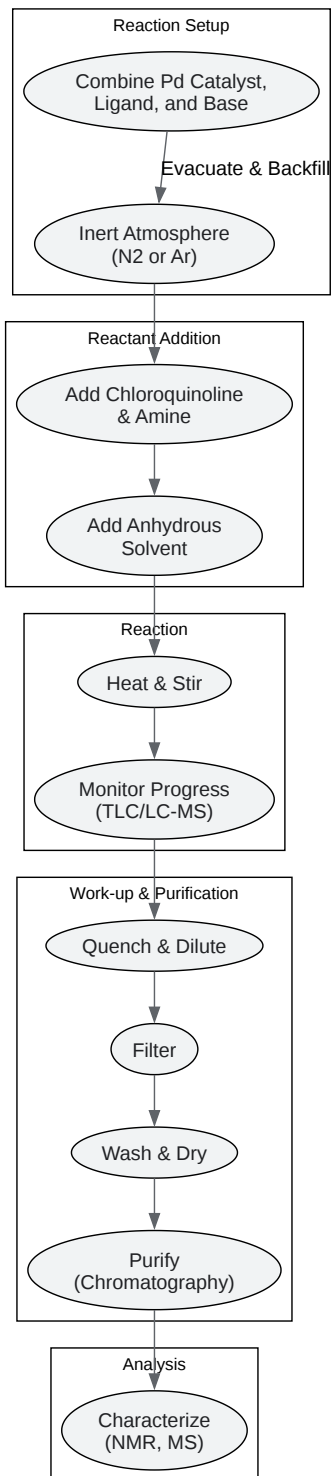 Reaction Setup
Combine Pd Catalyst,
Ligand, and Base
Evacuate & Backfill
Inert Atmosphere
(N2 or Ar)
Reactant Addition
Add Chloroquinoline
& Amine
Add Anhydrous
Solvent
Reaction
Heat & Stir
Monitor Progress
(TLC/LC-MS)
Work-up & Purification
Quench & Dilute
Filter
Wash & Dry
Purify
(Chromatography)
Analysis
Characterize
(NMR, MS)